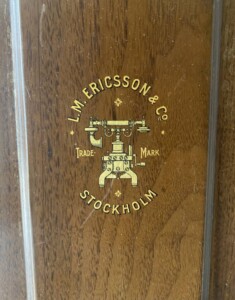 L.M. ERICSSON & Co.
TRADE MARK
STOCKHOLM